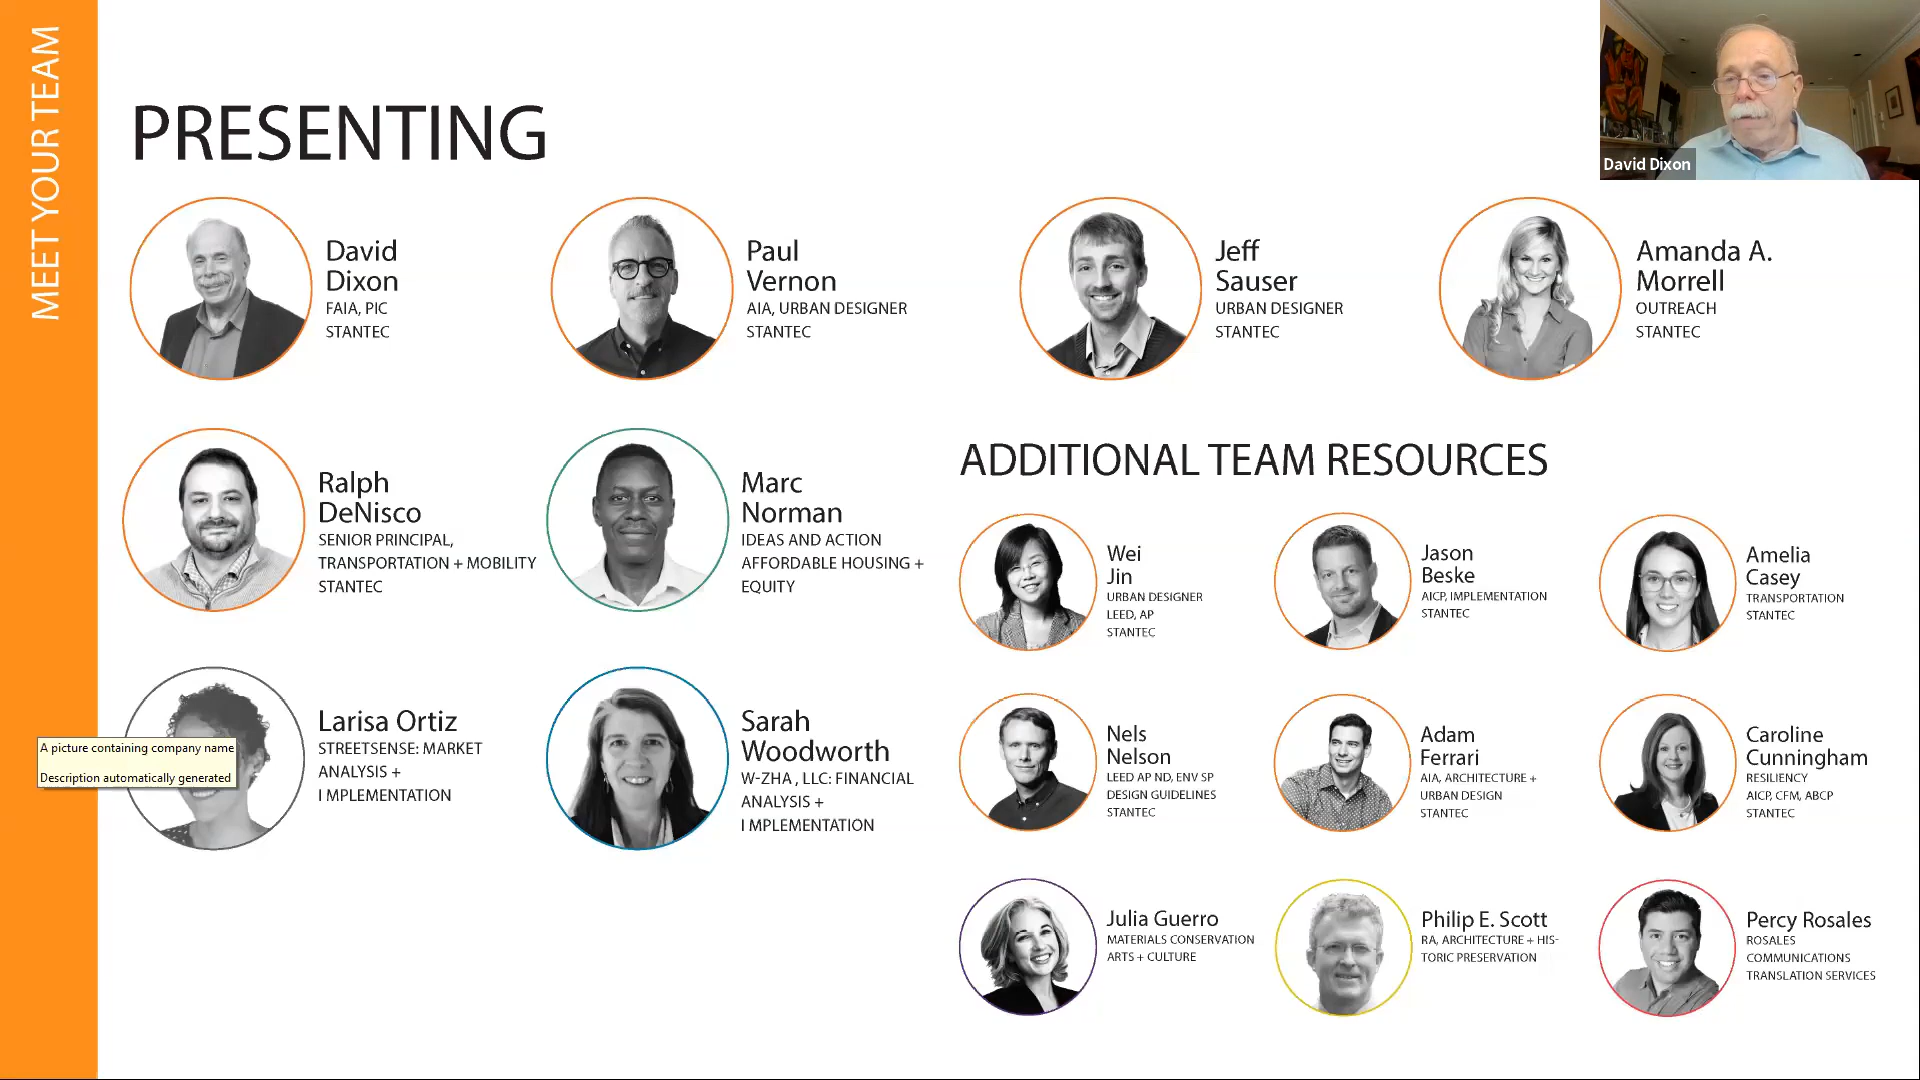 MEET YOUR TEAM
PRESENTING
David Dixon
David
Dixon
FAIA, PIC
STANTEC
Paul
Vernon
AIA, URBAN DESIGNER
STANTEC
Jeff
Sauser
URBAN DESIGNER
STANTEC
Amanda A.
Morrell
OUTREACH
STANTEC
Ralph
DeNisco
SENIOR PRINCIPAL,
TRANSPORTATION + MOBILITY
STANTEC
Marc
Norman
IDEAS AND ACTION
AFFORDABLE HOUSING +
EQUITY
Larisa Ortiz
STREETSENSE: MARKET
ANALYSIS +
I MPLEMENTATION
A picture containing company name
Description automatically generated
Sarah
Woodworth
W-ZHA , LLC: FINANCIAL
ANALYSIS +
I MPLEMENTATION
ADDITIONAL TEAM RESOURCES
Wei
Jin
URBAN DESIGNER
LEED, AP
STANTEC
Jason
Beske
AICP, IMPLEMENTATION
STANTEC
Amelia
Casey
TRANSPORTATION
STANTEC
Nels
Nelson
LEED AP ND, ENV SP
DESIGN GUIDELINES
STANTEC
Adam
Ferrari
AIA, ARCHITECTURE +
URBAN DESIGN
STANTEC
Caroline
Cunningham
RESILIENCY
AICP, CFM, ABCP
STANTEC
Julia Guerro
MATERIALS CONSERVATION
ARTS + CULTURE
Philip E. Scott
RA, ARCHITECTURE + HIS-
TORIC PRESERVATION
Percy Rosales
ROSALES
COMMUNICATIONS
TRANSLATION SERVICES